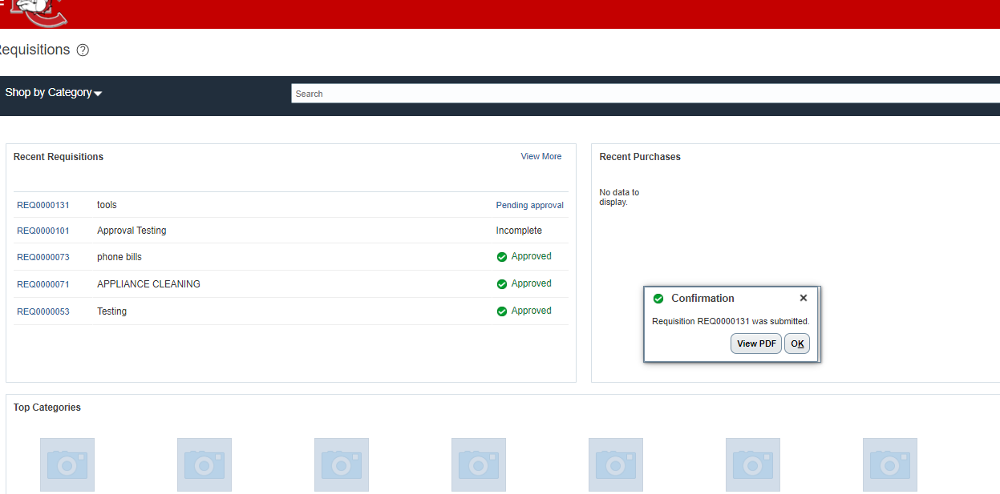 equisitions ?
Shop by Category
Search
Recent Requisitions
View More
REQ0000131 tools Pending approval
REQ0000101 Approval Testing Incomplete
REQ0000073 phone bills Approved
REQ0000071 APPLIANCE CLEANING Approved
REQ0000053 Testing Approved
Recent Purchases
No data to
display.
Confirmation
Requisition REQ0000131 was submitted.
View PDF OK
Top Categories